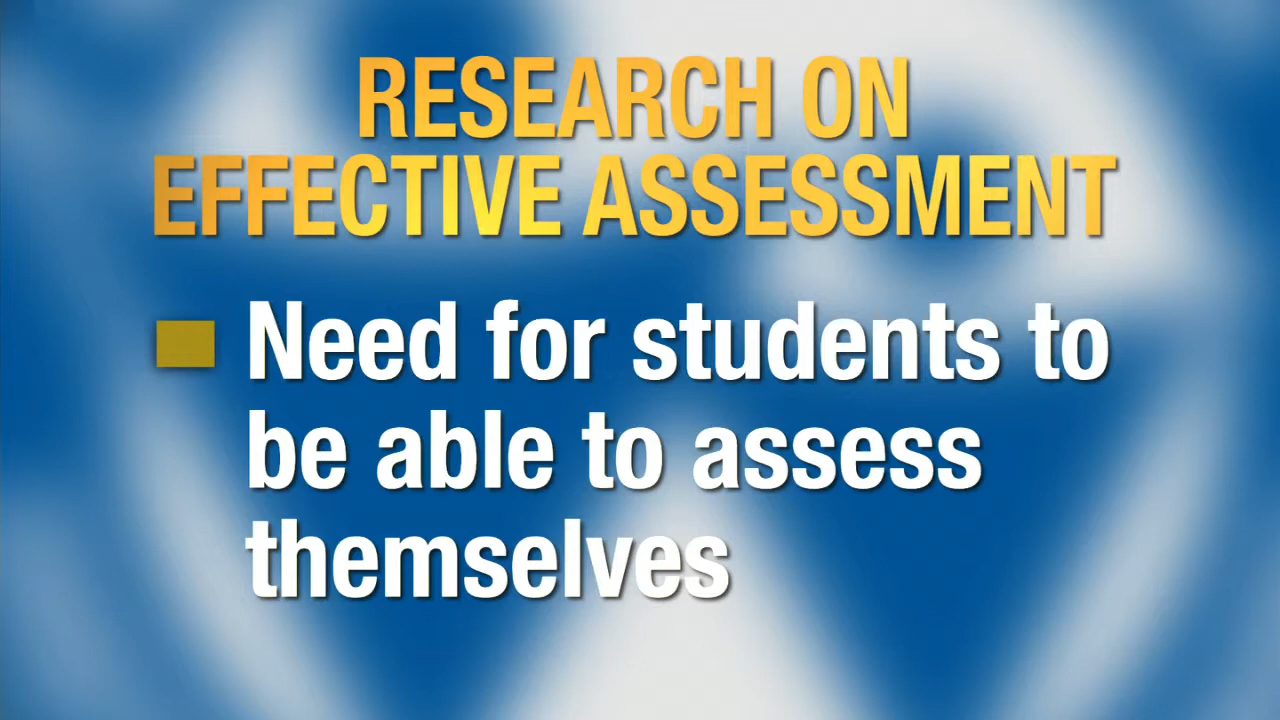 RESEARCH ON
EFFECTIVE ASSESSMENT
Need for students to
be able to assess
themselves